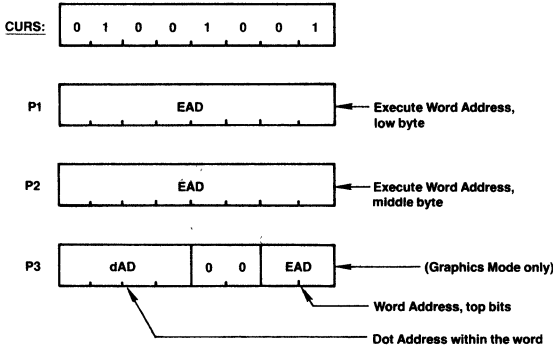 CURS: 0 1 0 0 1 0 0 1
P1 EAD Execute Word Address,
low byte
P2 EAD Execute Word Address,
middle byte
P3 dAD 0 0 EAD (Graphics Mode only)
Word Address, top bits
Dot Address within the word